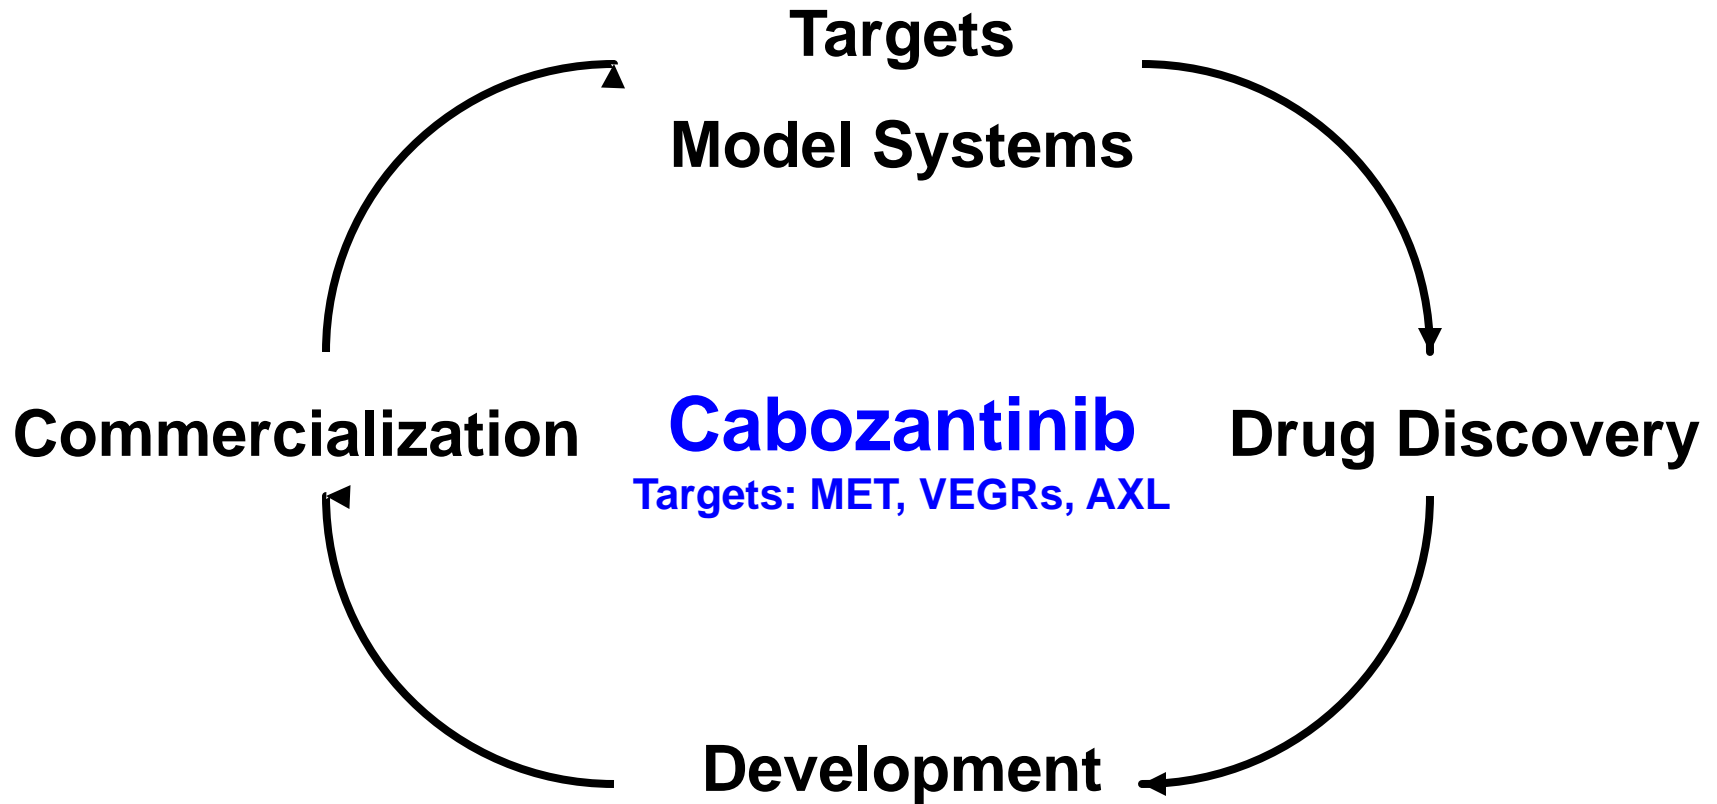 Targets
Model Systems
Commercialization
Cabozantinib
Targets: MET, VEGRs, AXL
Drug Discovery
Development